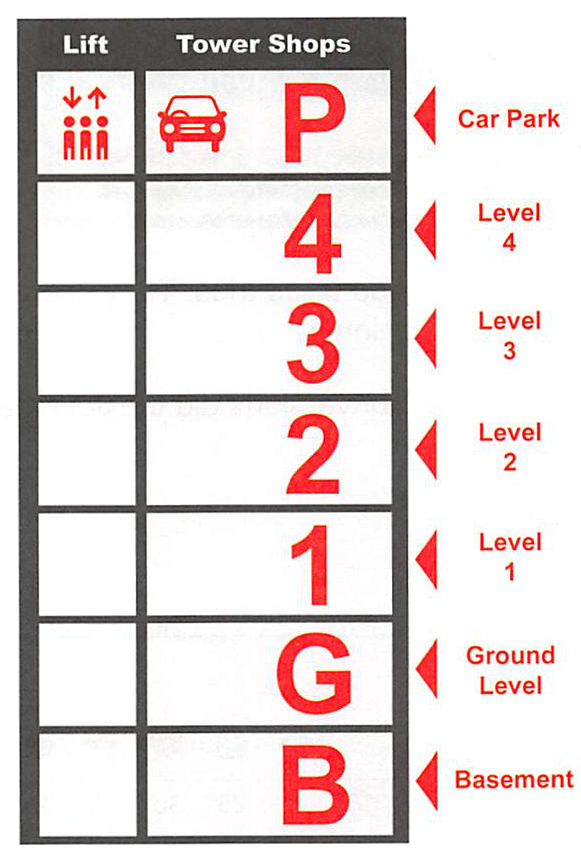 Lift Tower Shops
P Car Park
4 Level
4
3 Level
3
2 Level
2
1 Level
1
G Ground
Level
B Basement